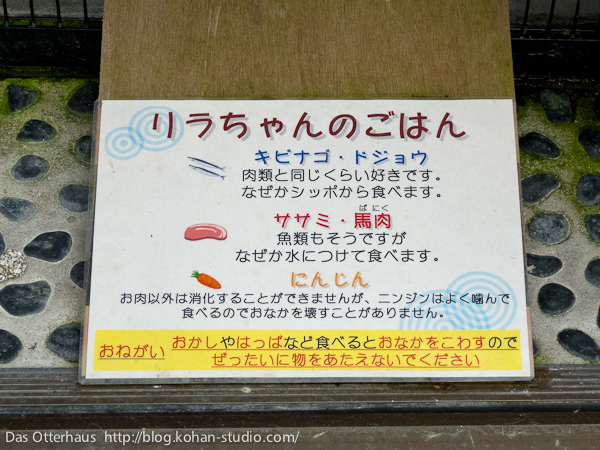 リラちゃんのごはん
キビナゴ・ドジョウ
肉類と同じくらい好きです。
なぜかシッポから食べます。
ばにく
ササミ・馬肉
魚類もそうですが
なぜか水につけて食べます。
にんじん
お肉以外は消化することができませんが、ニンジンはよく噛んで
食べるのでおなかを壊すことがありません。
おねがい
おかしやはっぱなど食べるとおなかをこわすので
ぜったいに物をあたえないでください
Das Otterhaus http://blog.kohan-studio.com/